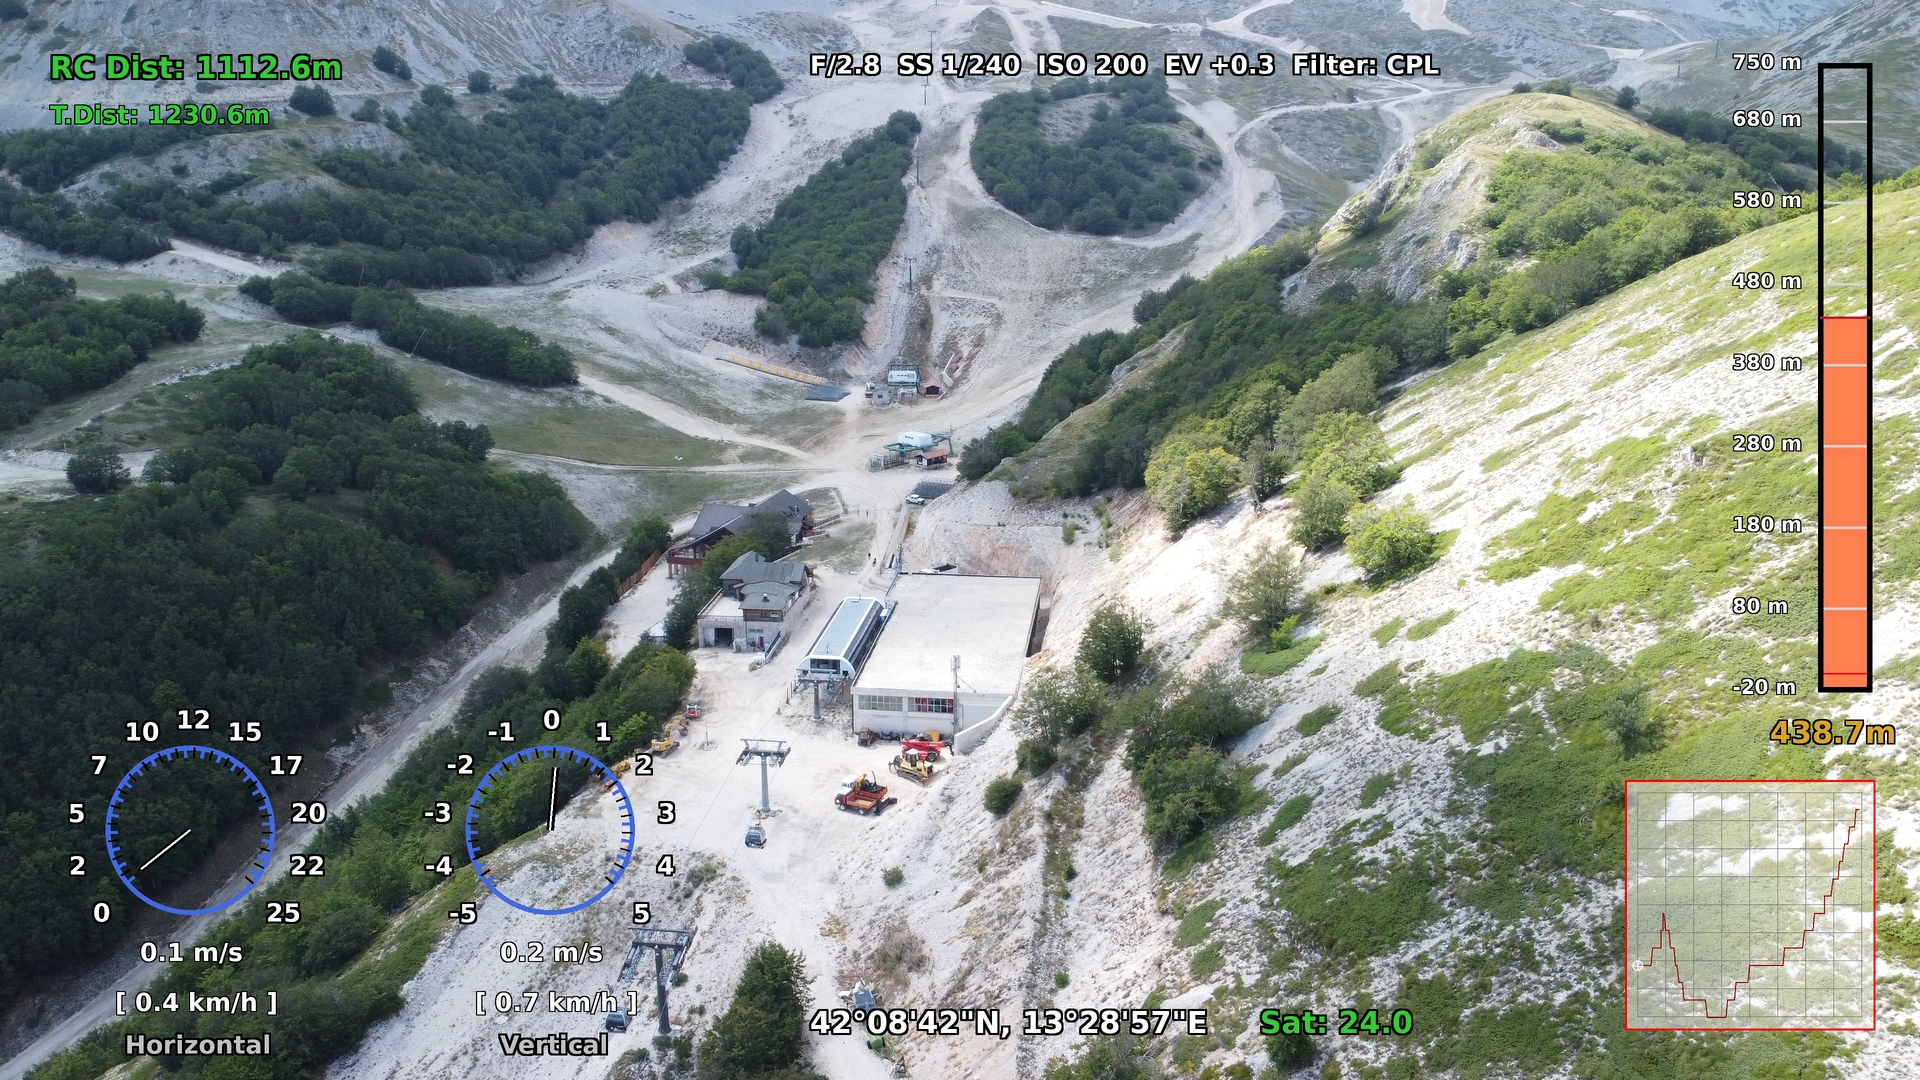 RC Dist: 1112.6m
T.Dist: 1230.6m
F/2.8 SS 1/240 ISO 200 EV +0.3 Filter: CPL
750 m
680 m
580 m
480 m
380 m
280 m
180 m
80 m
-20 m
438.7m
0
2
5
7
10
12
15
17
20
22
25
0.1 m/s
[ 0.4 km/h ]
Horizontal
-5
-4
-3
-2
-1
0
1
2
3
4
5
0.2 m/s
[ 0.7 km/h ]
Vertical
42°08'42"N, 13°28'57"E
Sat: 24.0